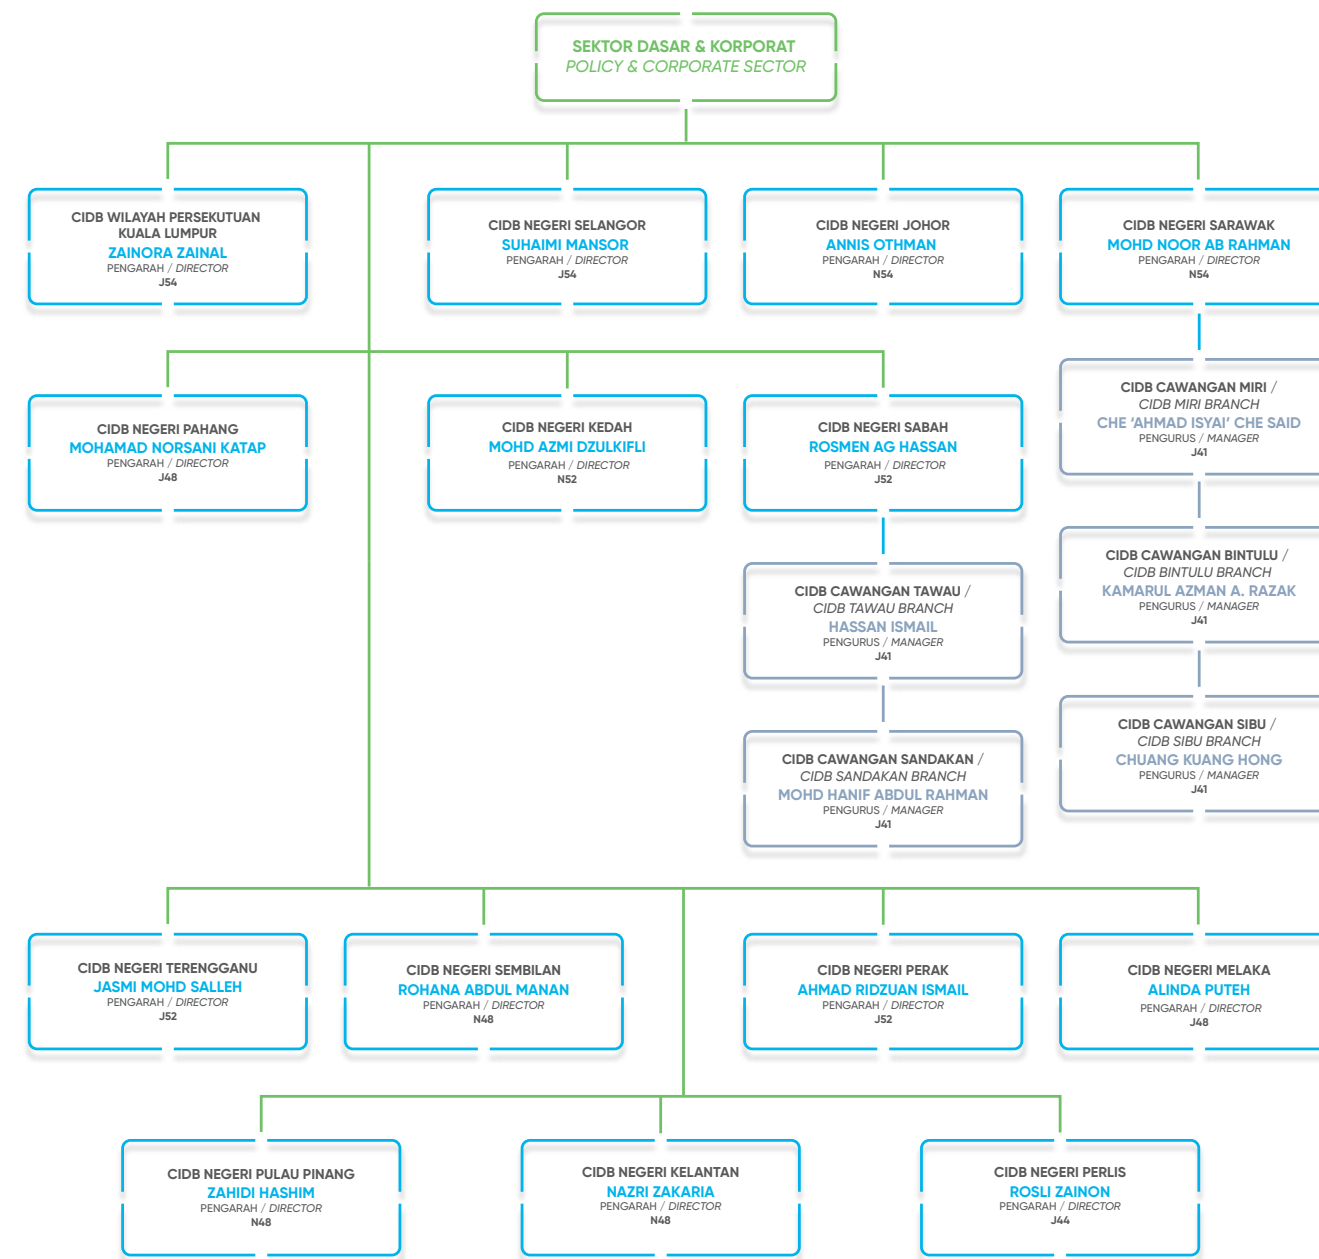 SEKTOR DASAR & KORPORAT
POLICY & CORPORATE SECTOR
CIDB WILAYAH PERSEKUTUAN
KUALA LUMPUR
ZAINORA ZAINAL
PENGARAH / DIRECTOR
J54
CIDB NEGERI SELANGOR
SUHAIMI MANSOR
PENGARAH / DIRECTOR
J54
CIDB NEGERI JOHOR
ANNIS OTHMAN
PENGARAH / DIRECTOR
N54
CIDB NEGERI SARAWAK
MOHD NOOR AB RAHMAN
PENGARAH / DIRECTOR
N54
CIDB NEGERI PAHANG
MOHAMAD NORSANI KATAP
PENGARAH / DIRECTOR
J48
CIDB NEGERI KEDAH
MOHD AZMI DZULKIFLI
PENGARAH / DIRECTOR
N52
CIDB NEGERI SABAH
ROSMEN AG HASSAN
PENGARAH / DIRECTOR
J52
CIDB CAWANGAN MIRI /
CIDB MIRI BRANCH
CHE 'AHMAD ISYAI' CHE SAID
PENGURUS / MANAGER
J41
CIDB CAWANGAN TAWAU /
CIDB TAWAU BRANCH
HASSAN ISMAIL
PENGURUS / MANAGER
J41
CIDB CAWANGAN BINTULU /
CIDB BINTULU BRANCH
KAMARUL AZMAN A. RAZAK
PENGURUS / MANAGER
J41
CIDB CAWANGAN SANDAKAN /
CIDB SANDAKAN BRANCH
MOHD HANIF ABDUL RAHMAN
PENGURUS / MANAGER
J41
CIDB CAWANGAN SIBU /
CIDB SIBU BRANCH
CHUANG KUANG HONG
PENGURUS / MANAGER
J41
CIDB NEGERI TERENGGANU
JASMI MOHD SALLEH
PENGARAH / DIRECTOR
J52
CIDB NEGERI SEMBILAN
ROHANA ABDUL MANAN
PENGARAH / DIRECTOR
N48
CIDB NEGERI PERAK
AHMAD RIDZUAN ISMAIL
PENGARAH / DIRECTOR
J52
CIDB NEGERI MELAKA
ALINDA PUTEH
PENGARAH / DIRECTOR
J48
CIDB NEGERI PULAU PINANG
ZAHIDI HASHIM
PENGARAH / DIRECTOR
N48
CIDB NEGERI KELANTAN
NAZRI ZAKARIA
PENGARAH / DIRECTOR
N48
CIDB NEGERI PERLIS
ROSLI ZAINON
PENGARAH / DIRECTOR
J44